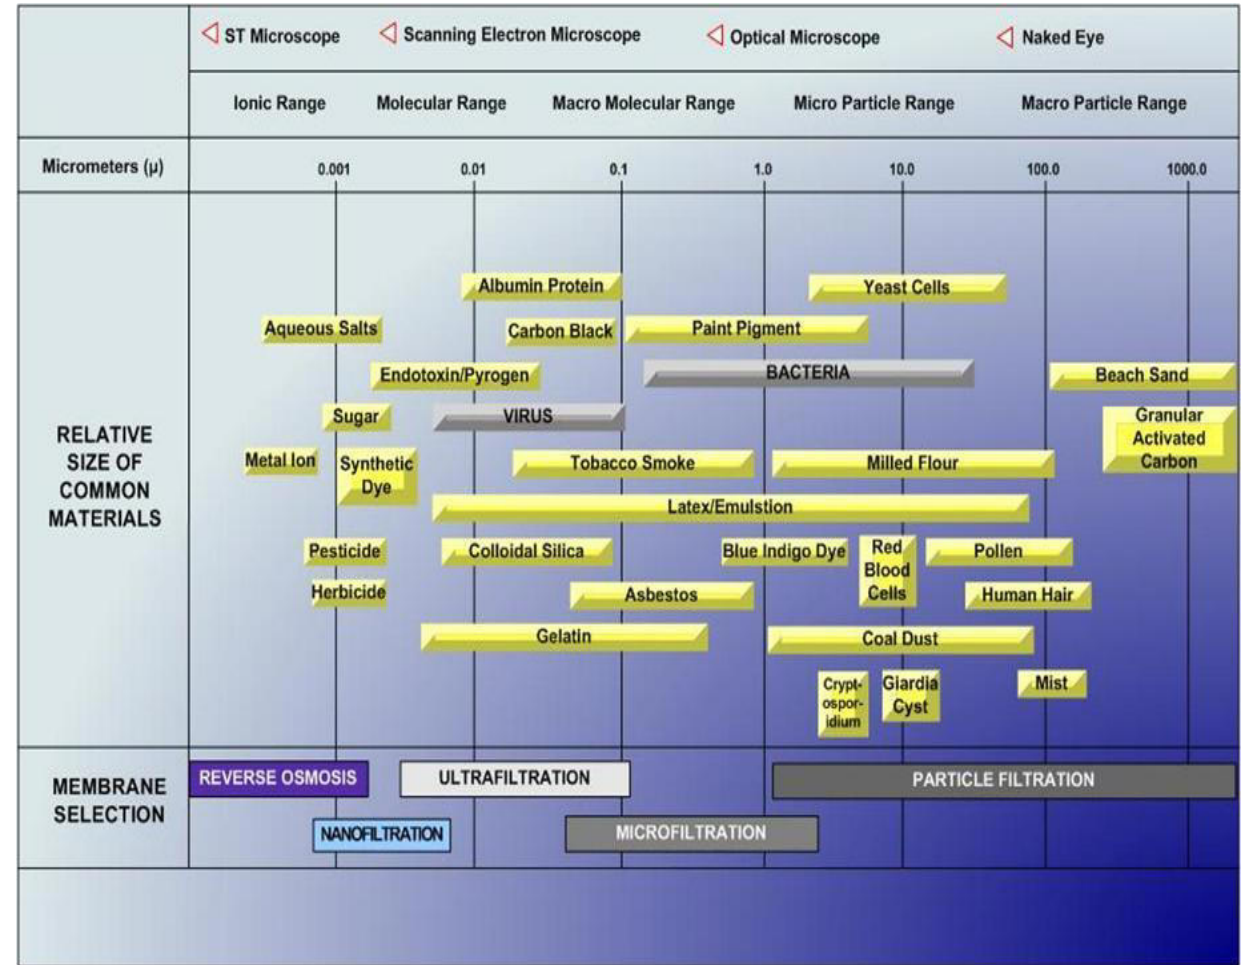 ST Microscope Scanning Electron Microscope Optical Microscope Naked Eye
Ionic Range Molecular Range Macro Molecular Range Micro Particle Range Macro Particle Range
Micrometers (μ) 0.001 0.01 0.1 1.0 10.0 100.0 1000.0
RELATIVE
SIZE OF
COMMON
MATERIALS
Albumin Protein
Yeast Cells
Aqueous Salts
Carbon Black
Paint Pigment
Endotoxin/Pyrogen
BACTERIA
Beach Sand
Sugar
VIRUS
Granular
Activated
Carbon
Metal Ion
Synthetic
Dye
Tobacco Smoke
Milled Flour
Latex/Emulstion
Pesticide
Colloidal Silica
Blue Indigo Dye
Red
Blood
Cells
Pollen
Herbicide
Asbestos
Human Hair
Gelatin
Coal Dust
Crypt-
ospor-
idium
Giardia
Cyst
Mist
MEMBRANE
SELECTION
REVERSE OSMOSIS
ULTRAFILTRATION
PARTICLE FILTRATION
NANOFILTRATION
MICROFILTRATION